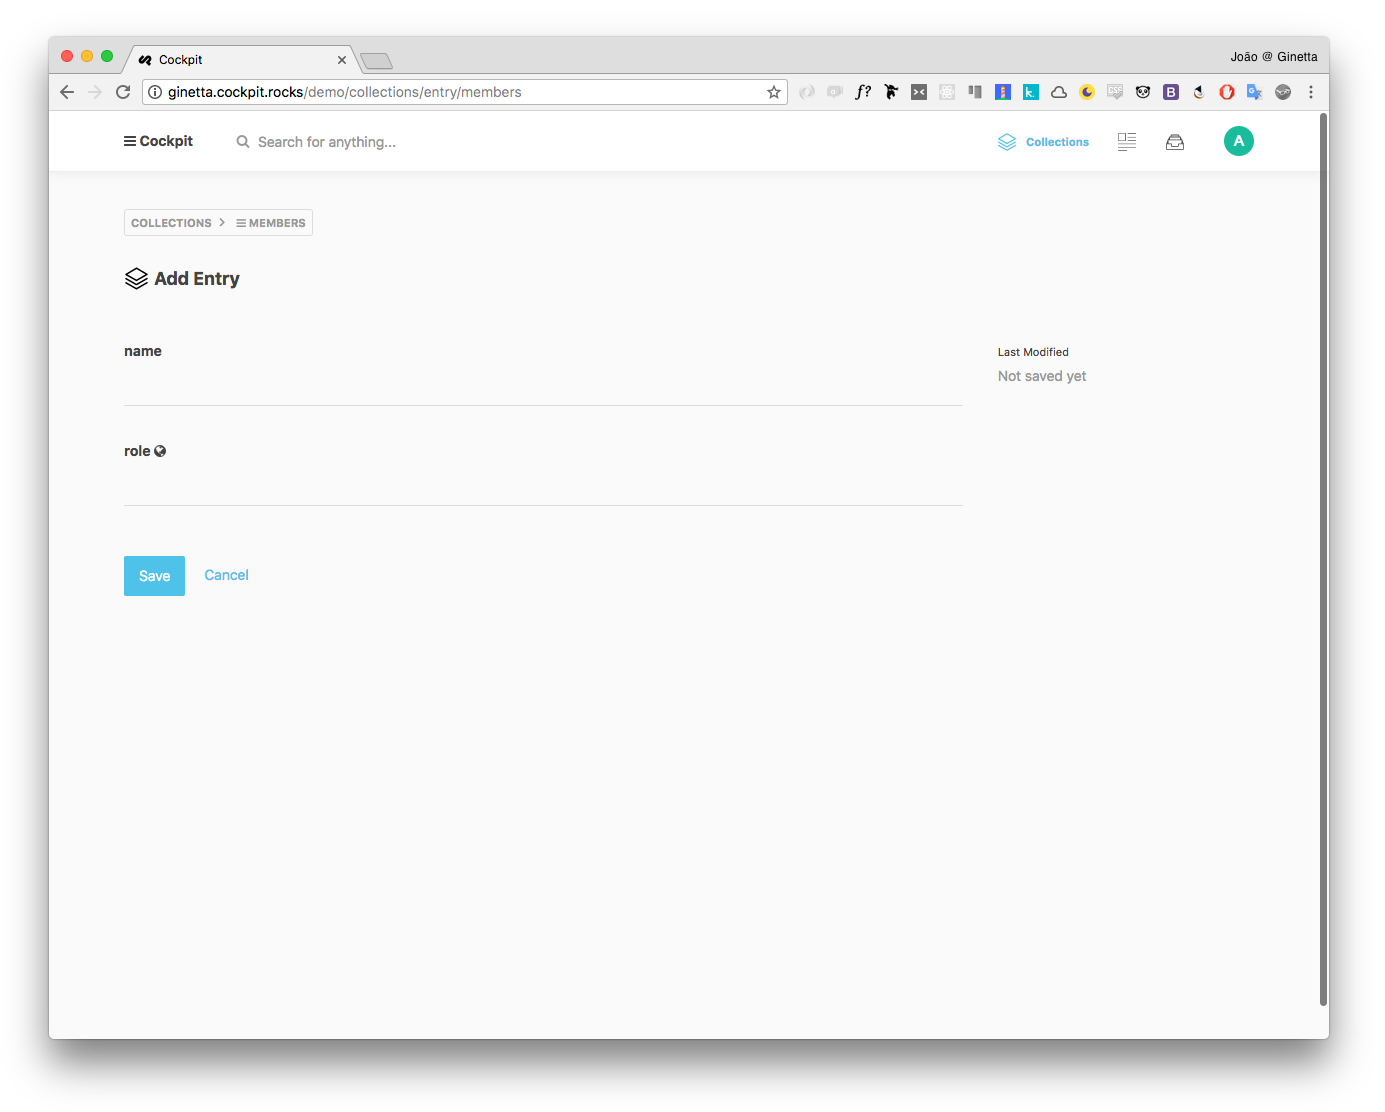 Cockpit
João @ Ginetta
ginetta.cockpit.rocks/demo/collections/entry/members
f?
k.
CSF
B
Cockpit
Search for anything...
Collections
A
COLLECTIONS
MEMBERS
Add Entry
name
Last Modified
Not saved yet
role
Save
Cancel